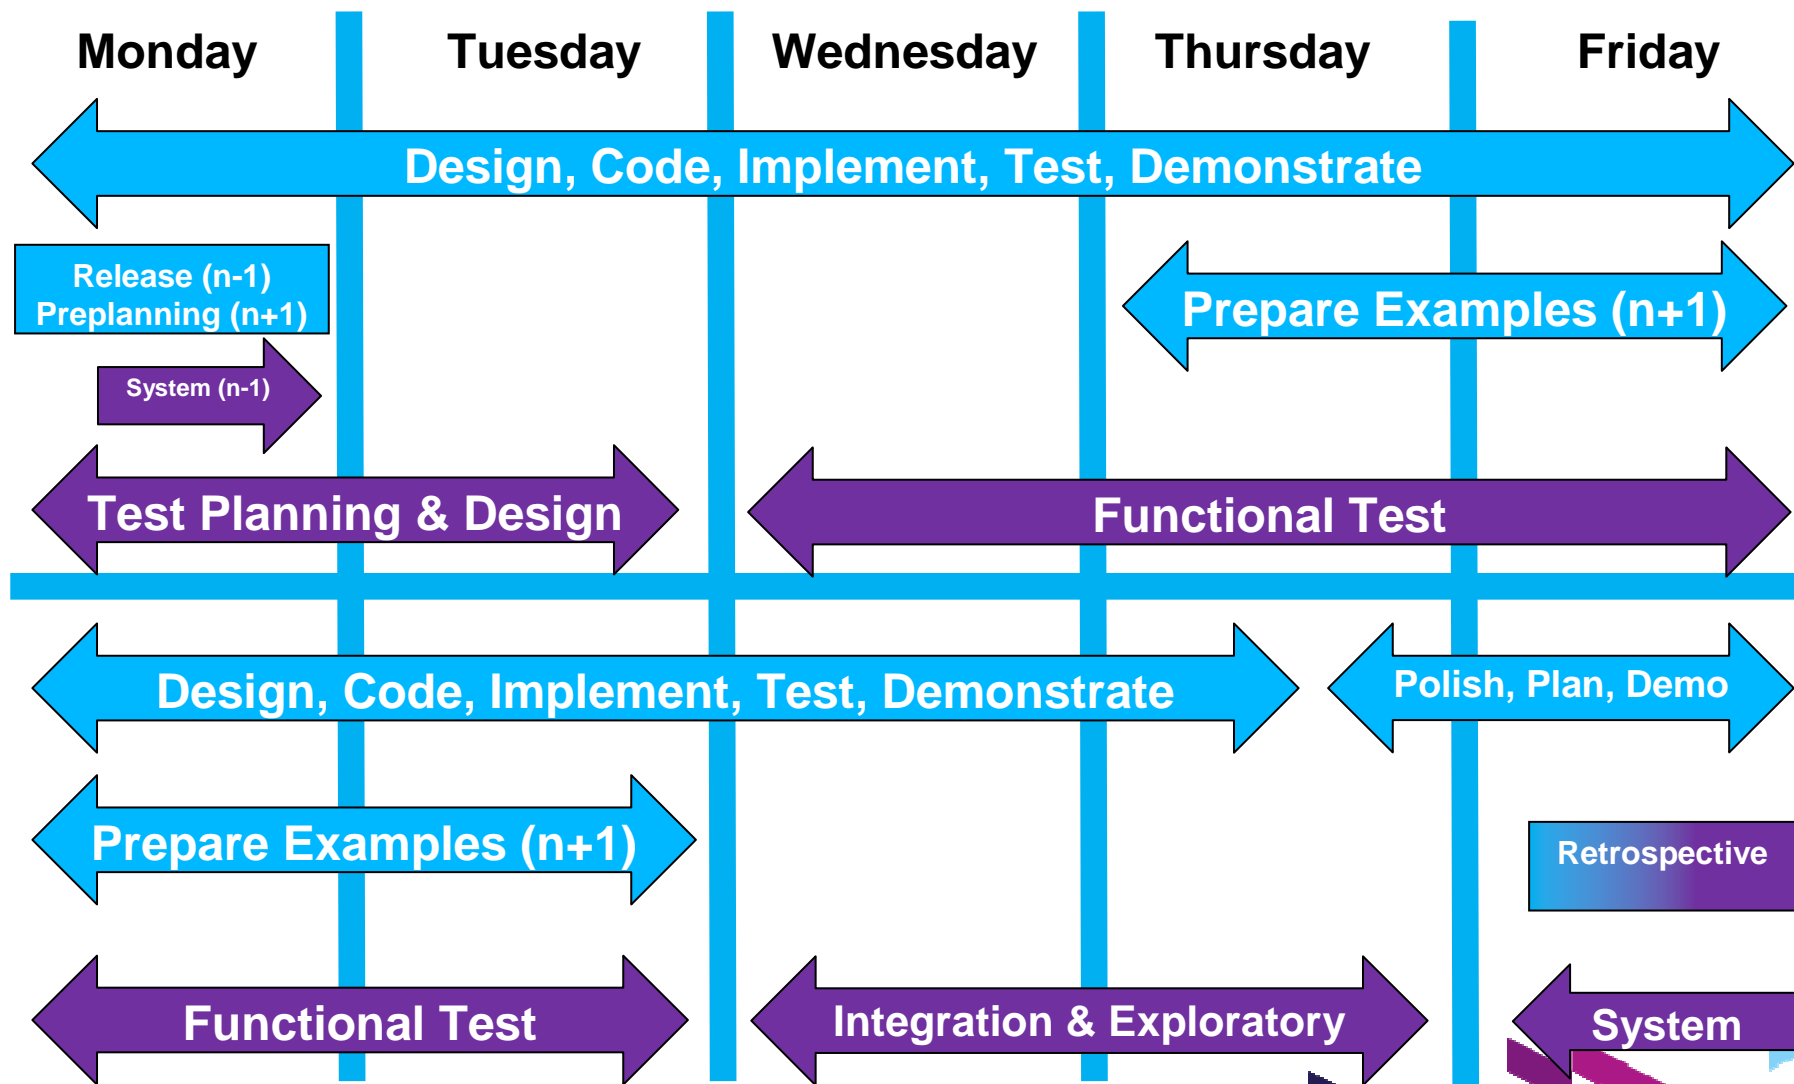 Monday
Tuesday
Wednesday
Thursday
Friday
Design, Code, Implement, Test, Demonstrate
Release (n-1)
Preplanning (n+1)
Prepare Examples (n+1)
System (n-1)
Test Planning & Design
Functional Test
Design, Code, Implement, Test, Demonstrate
Polish, Plan, Demo
Prepare Examples (n+1)
Retrospective
Functional Test
Integration & Exploratory
System